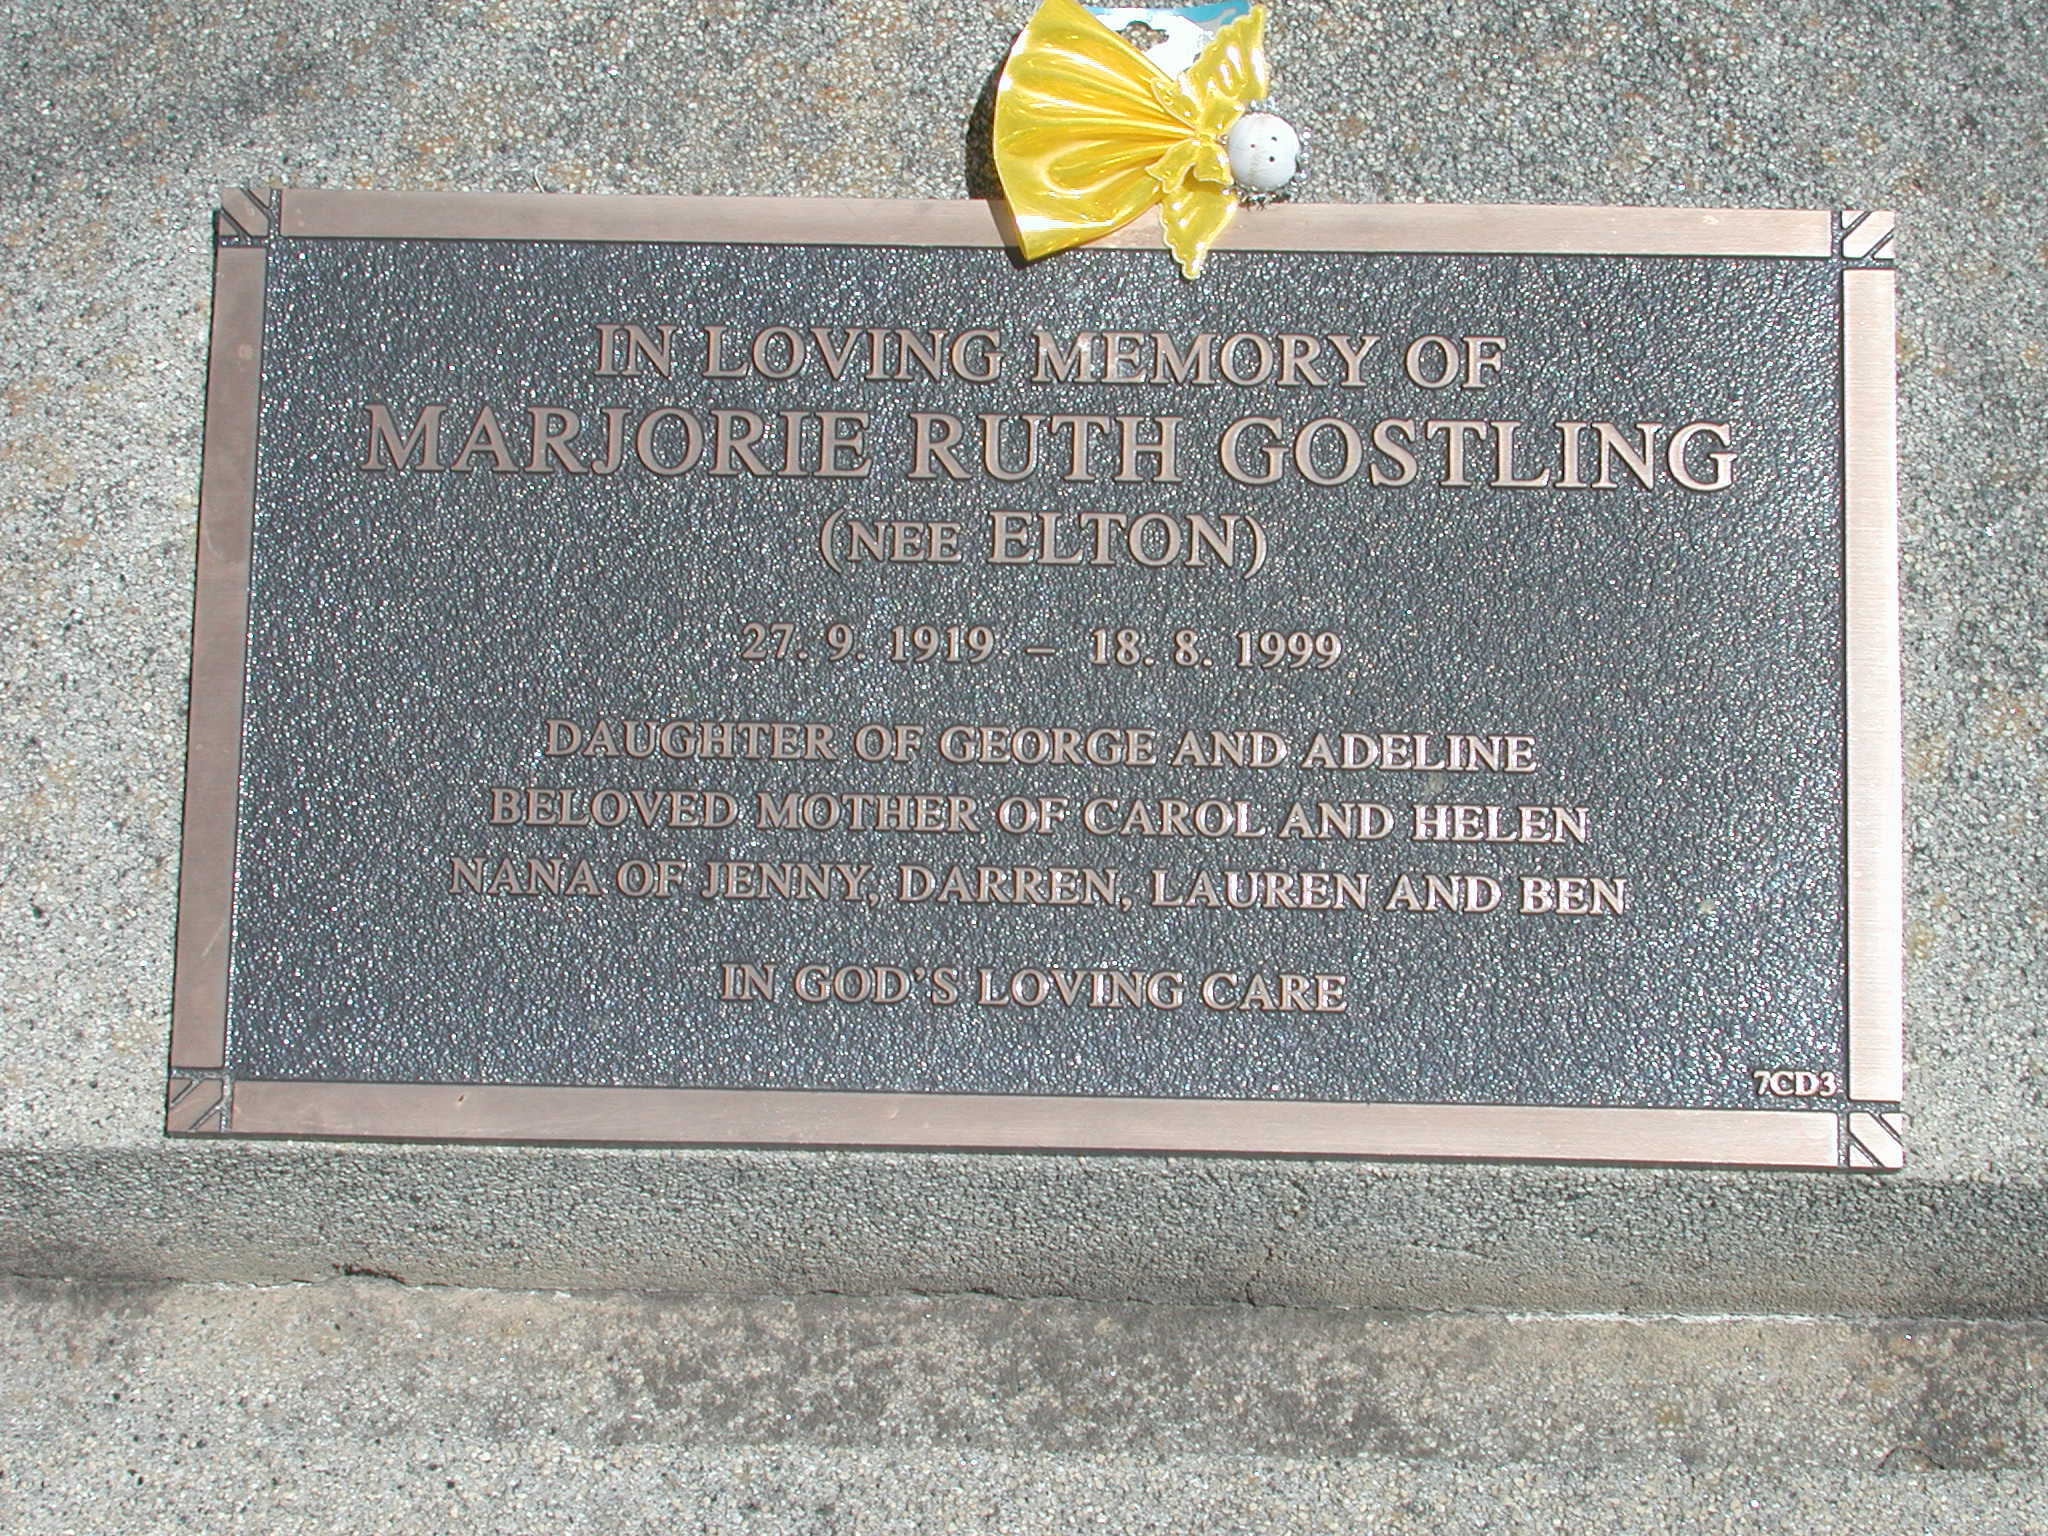 IN LOVING MEMORY OF
MARJORIE RUTH GOSTLING
(NEE ELTON)
27. 9. 1919 – 18. 8. 1999
DAUGHTER OF GEORGE AND ADELINE
BELOVED MOTHER OF CAROL AND HELEN
NANA OF JENNY, DARREN, LAUREN AND BEN
IN GOD'S LOVING CARE
7CD3